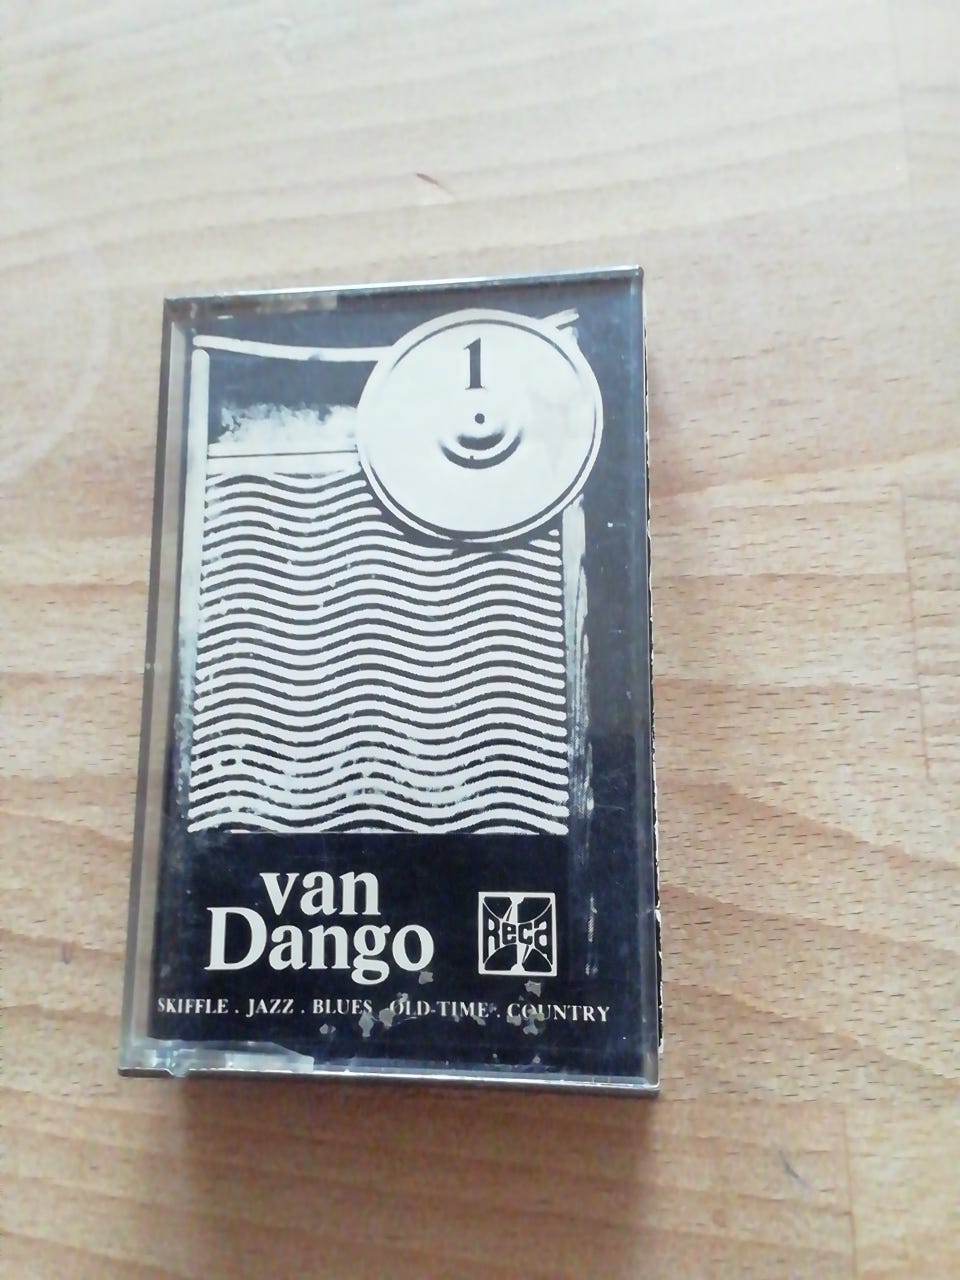 1
van
Dango
Reca
SKIFFLE . JAZZ . BLUES . OLD-TIME . COUNTRY